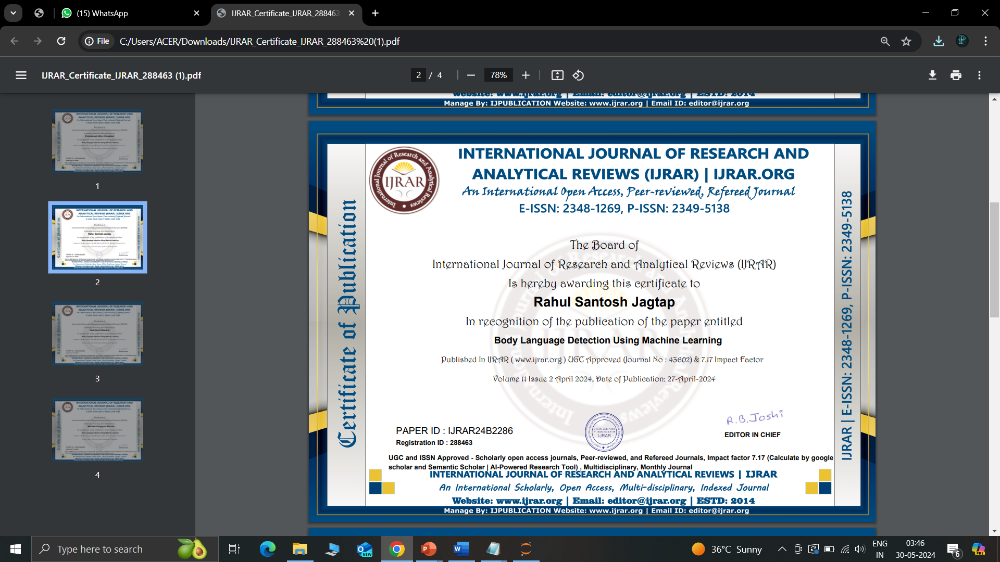 (15) WhatsApp
IJRAR_Certificate_IJRAR_288463
File
C:/Users/ACER/Downloads/IJRAR_Certificate_IJRAR_288463%20(1).pdf
IJRAR_Certificate_IJRAR_288463 (1).pdf
2 / 4
78%
1
2
3
4
Website: www.ijrar.org | Email: editor@ijrar.org | ESTD: 2014
Manage By: IJPUBLICATION Website: www.ijrar.org | Email ID: editor@ijrar.org
International Journal of Research and Analytical Reviews
IJRAR
INTERNATIONAL JOURNAL OF RESEARCH AND
ANALYTICAL REVIEWS (IJRAR) | IJRAR.ORG
An International Open Access, Peer-reviewed, Refereed Journal
E-ISSN: 2348-1269, P-ISSN: 2349-5138
Certificate of Publication
The Board of
International Journal of Research and Analytical Reviews (IJRAR)
Is hereby awarding this certificate to
Rahul Santosh Jagtap
In recognition of the publication of the paper entitled
Body Language Detection Using Machine Learning
Published In IJRAR ( www.ijrar.org ) UGC Approved (Journal No : 43602) & 7.17 Impact Factor
Volume 11 Issue 2 April 2024, Date of Publication: 27-April-2024
IJRAR | E-ISSN: 2348-1269, P-ISSN: 2349-5138
R.B.Joshi
PAPER ID : IJRAR24B2286
EDITOR IN CHIEF
Registration ID : 288463
UGC and ISSN Approved - Scholarly open access journals, Peer-reviewed, and Refereed Journals, Impact factor 7.17 (Calculate by google
scholar and Semantic Scholar | AI-Powered Research Tool) , Multidisciplinary, Monthly Journal
INTERNATIONAL JOURNAL OF RESEARCH AND ANALYTICAL REVIEWS | IJRAR
An International Scholarly, Open Access, Multi-disciplinary, Indexed Journal
Website: www.ijrar.org | Email: editor@ijrar.org | ESTD: 2014
Manage By: IJPUBLICATION Website: www.ijrar.org | Email ID: editor@ijrar.org
Type here to search
36°C Sunny
ENG
IN
03:46
30-05-2024
6